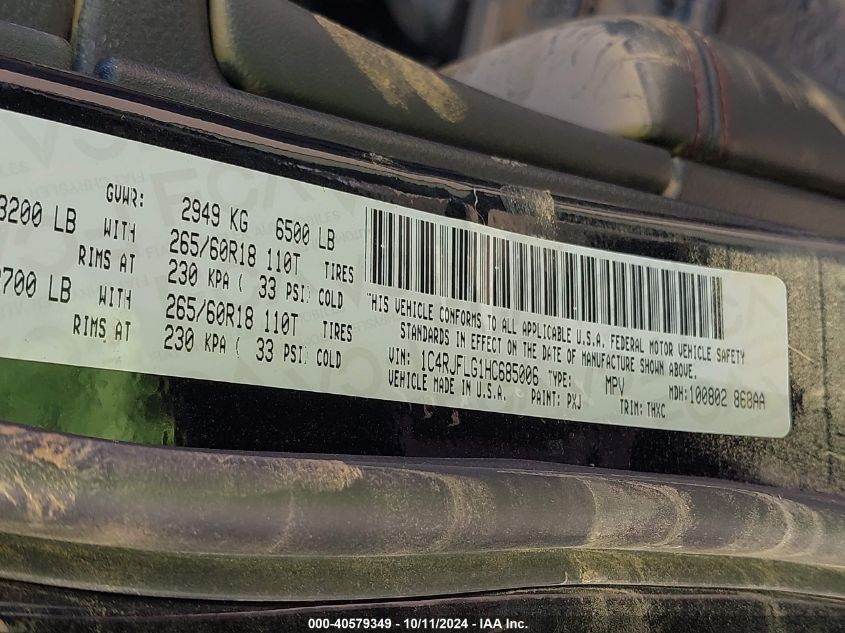 GVWR: 2949 KG 6500 LB
3200 LB WITH 265/60R18 110T TIRES
RIMS AT 230 KPA ( 33 PSI) COLD
700 LB WITH 265/60R18 110T TIRES
RIMS AT 230 KPA ( 33 PSI) COLD
HIS VEHICLE CONFORMS TO ALL APPLICABLE U.S.A. FEDERAL MOTOR VEHICLE SAFETY
STANDARDS IN EFFECT ON THE DATE OF MANUFACTURE SHOWN ABOVE.
VIN: 1C4RJFLG1HC685006 TYPE: MPV MDH:100802 868AA
VEHICLE MADE IN U.S.A. PAINT: PXJ TRIM: THXC
000-40579349 - 10/11/2024 - IAA Inc.